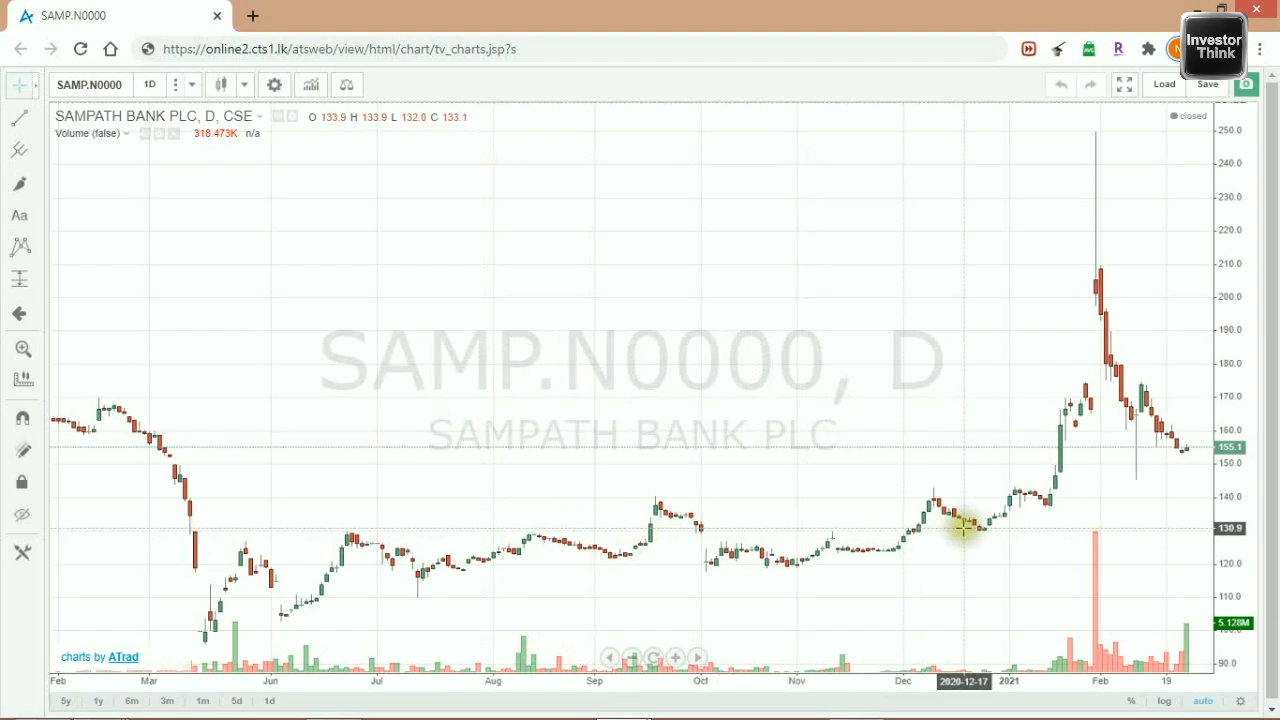 SAMP.N0000
https://online2.cts1.lk/atsweb/view/html/chart/tv_charts.jsp?s
Investor
Think
SAMP.N0000 1D Load Save
SAMPATH BANK PLC, D, CSE O 133.9 H 133.9 L 132.0 C 133.1
closed
Volume (false) 318.473K n/a
Aa
250.0
240.0
230.0
220.0
210.0
200.0
190.0
180.0
170.0
160.0
155.1
150.0
140.0
130.9
120.0
110.0
5.128M
90.0
SAMP.N0000, D
SAMPATH BANK PLC
charts by ATrad
Feb Mar Jun Jul Aug Sep Oct Nov Dec 2020-12-17 2021 Feb 19
5y 1y 6m 3m 1m 5d 1d % log auto